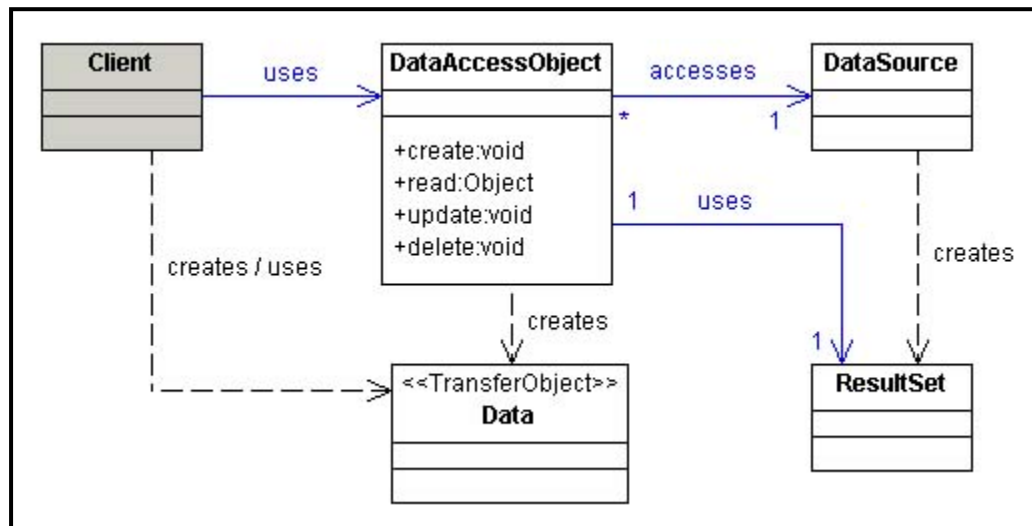 Client
uses
DataAccessObject
accesses
DataSource
*
1
+create:void
+read:Object
+update:void
+delete:void
1
uses
creates / uses
creates
creates
1
<<TransferObject>>
Data
ResultSet